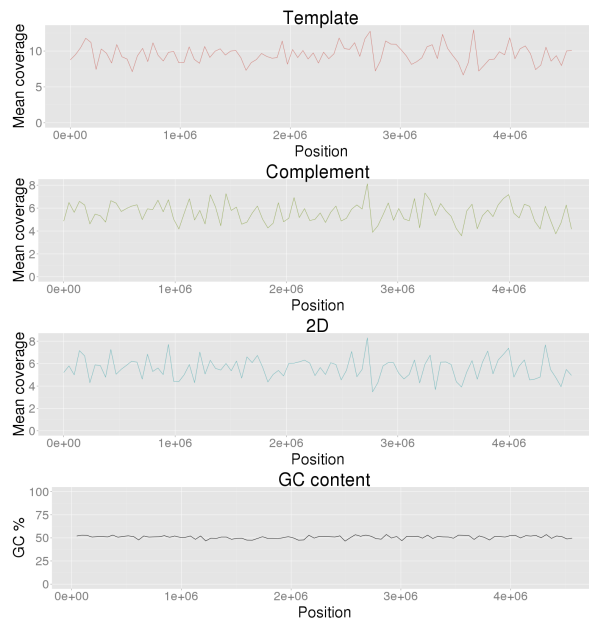 Template
Mean coverage
10
5
0
0e+00 1e+06 2e+06 3e+06 4e+06
Position
Complement
Mean coverage
8
6
4
2
0
0e+00 1e+06 2e+06 3e+06 4e+06
Position
2D
Mean coverage
8
6
4
2
0
0e+00 1e+06 2e+06 3e+06 4e+06
Position
GC content
GC %
100
75
50
25
0
0e+00 1e+06 2e+06 3e+06 4e+06
Position